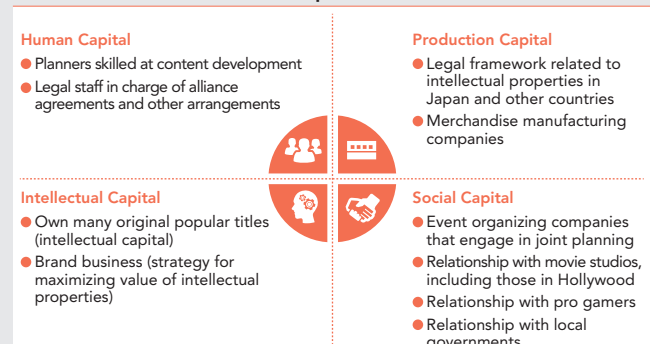 Human Capital
Planners skilled at content development
Legal staff in charge of alliance
agreements and other arrangements
Production Capital
Legal framework related to
intellectual properties in
Japan and other countries
Merchandise manufacturing
companies
Intellectual Capital
Own many original popular titles
(intellectual capital)
Brand business (strategy for
maximizing value of intellectual
properties)
Social Capital
Event organizing companies
that engage in joint planning
Relationship with movie studios,
including those in Hollywood
Relationship with pro gamers
Relationship with local
governments